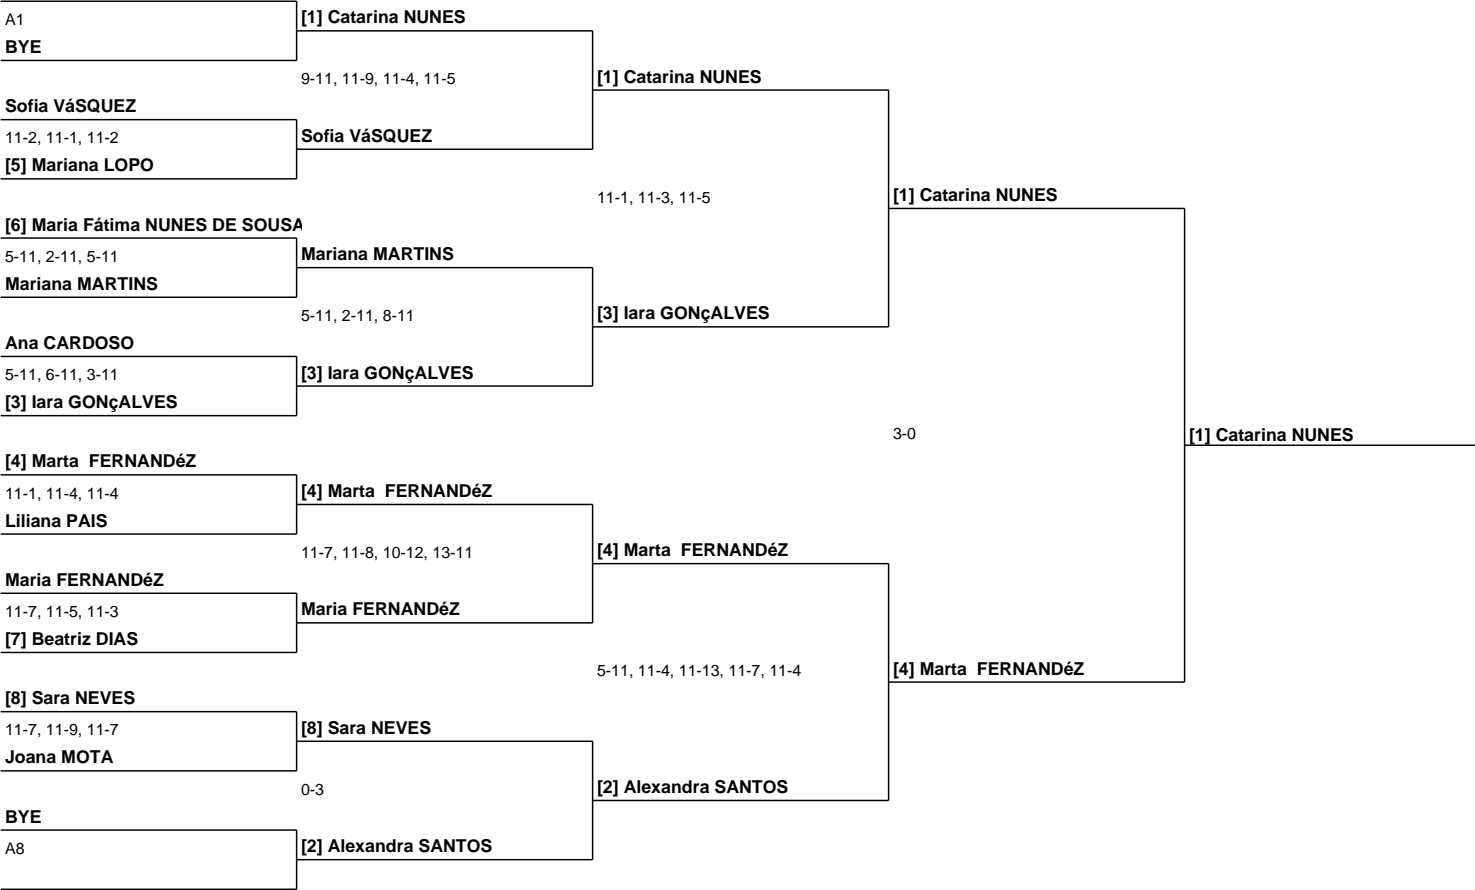 A1
BYE
[1] Catarina NUNES
9-11, 11-9, 11-4, 11-5
Sofia VáSQUEZ
11-2, 11-1, 11-2
[5] Mariana LOPO
Sofia VáSQUEZ
[1] Catarina NUNES
11-1, 11-3, 11-5
[6] Maria Fátima NUNES DE SOUSA
5-11, 2-11, 5-11
Mariana MARTINS
Mariana MARTINS
5-11, 2-11, 8-11
Ana CARDOSO
5-11, 6-11, 3-11
[3] Iara GONçALVES
[3] Iara GONçALVES
[3] Iara GONçALVES
[1] Catarina NUNES
3-0
[1] Catarina NUNES
[4] Marta  FERNANDéZ
11-1, 11-4, 11-4
Liliana PAIS
[4] Marta  FERNANDéZ
11-7, 11-8, 10-12, 13-11
Maria FERNANDéZ
11-7, 11-5, 11-3
[7] Beatriz DIAS
Maria FERNANDéZ
[4] Marta  FERNANDéZ
5-11, 11-4, 11-13, 11-7, 11-4
[4] Marta  FERNANDéZ
[8] Sara NEVES
11-7, 11-9, 11-7
Joana MOTA
[8] Sara NEVES
0-3
[2] Alexandra SANTOS
BYE
A8
[2] Alexandra SANTOS